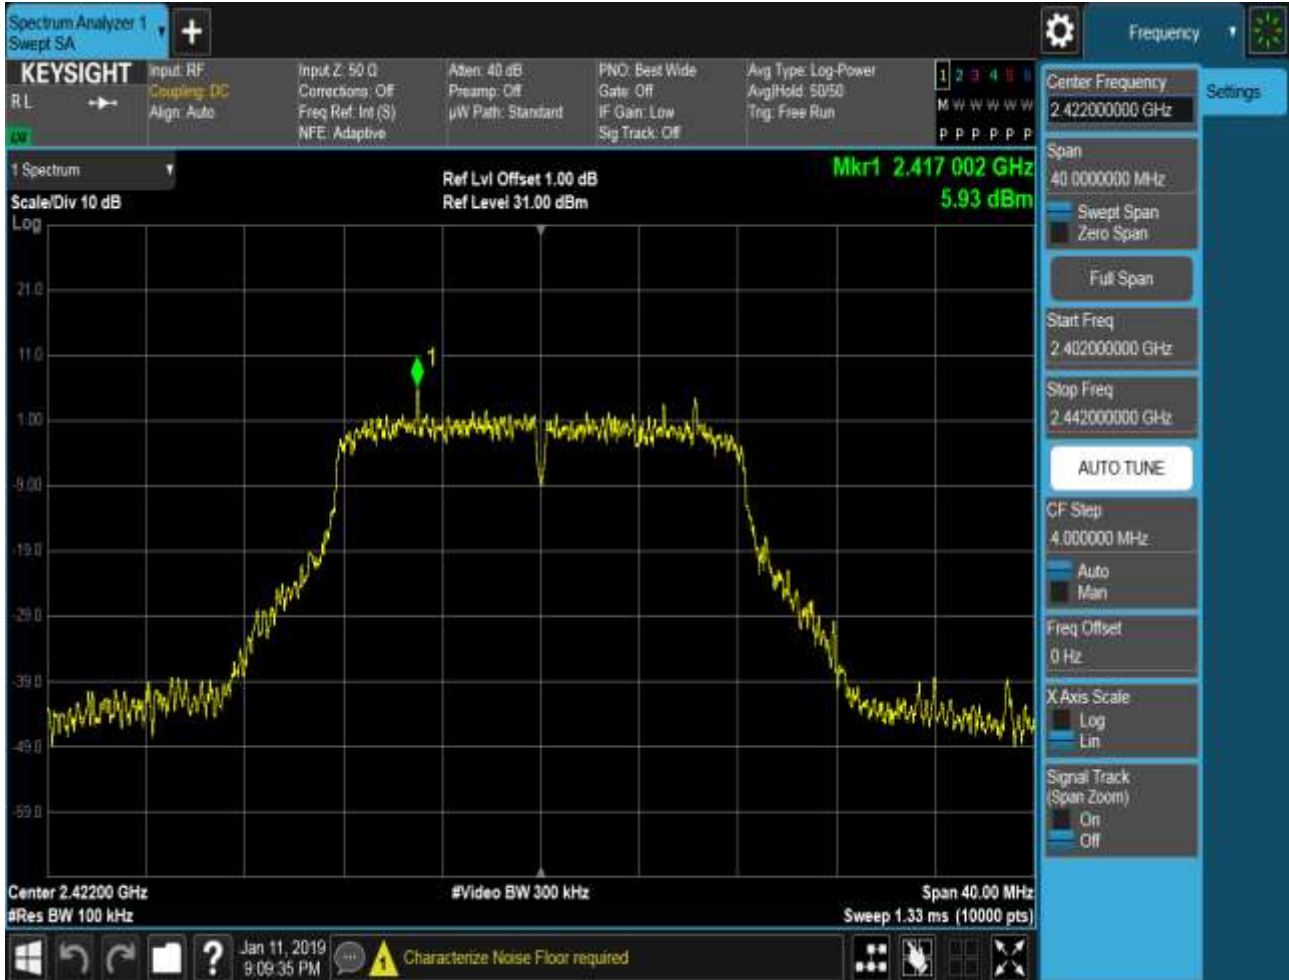 Spectrum Analyzer 1
Swept SA
Frequency
KEYSIGHT
R L
Input: RF
Coupling: DC
Align: Auto
Input Z: 50 Ω
Corrections: Off
Freq Ref: Int (S)
NFE: Adaptive
Atten: 40 dB
Preamp: Off
µW Path: Standard
PNO: Best Wide
Gate: Off
IF Gain: Low
Sig Track: Off
Avg Type: Log-Power
Avg|Hold: 50/50
Trig: Free Run
1 2 3 4 5 6
M W W W W W
P P P P P P
1 Spectrum
Scale/Div 10 dB
Log
Ref Lvl Offset 1.00 dB
Ref Level 31.00 dBm
Mkr1 2.417 002 GHz
5.93 dBm
21.0
11.0
1.00
-9.00
-19.0
-29.0
-39.0
-49.0
-59.0
1
Center 2.42200 GHz
#Res BW 100 kHz
#Video BW 300 kHz
Span 40.00 MHz
Sweep 1.33 ms (10000 pts)
Center Frequency
2.422000000 GHz
Settings
Span
40.0000000 MHz
Swept Span
Zero Span
Full Span
Start Freq
2.402000000 GHz
Stop Freq
2.442000000 GHz
AUTO TUNE
CF Step
4.000000 MHz
Auto
Man
Freq Offset
0 Hz
X Axis Scale
Log
Lin
Signal Track
(Span Zoom)
On
Off
?
Jan 11, 2019
9:09:35 PM
1
Characterize Noise Floor required